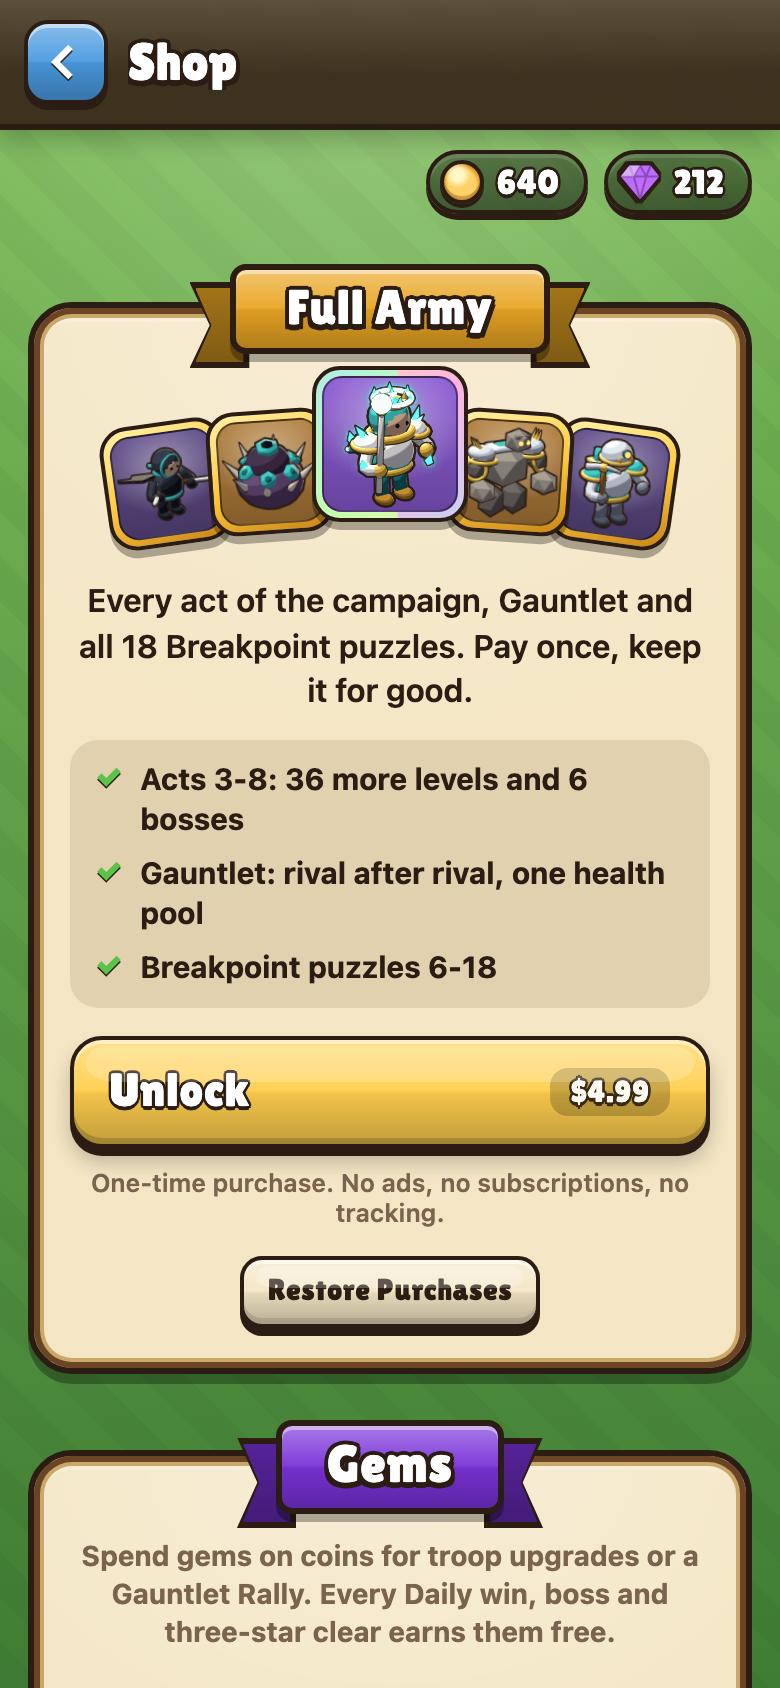 Shop
640
212
Full Army
Every act of the campaign, Gauntlet and
all 18 Breakpoint puzzles. Pay once, keep
it for good.
Acts 3-8: 36 more levels and 6
bosses
Gauntlet: rival after rival, one health
pool
Breakpoint puzzles 6-18
Unlock
$4.99
One-time purchase. No ads, no subscriptions, no
tracking.
Restore Purchases
Gems
Spend gems on coins for troop upgrades or a
Gauntlet Rally. Every Daily win, boss and
three-star clear earns them free.